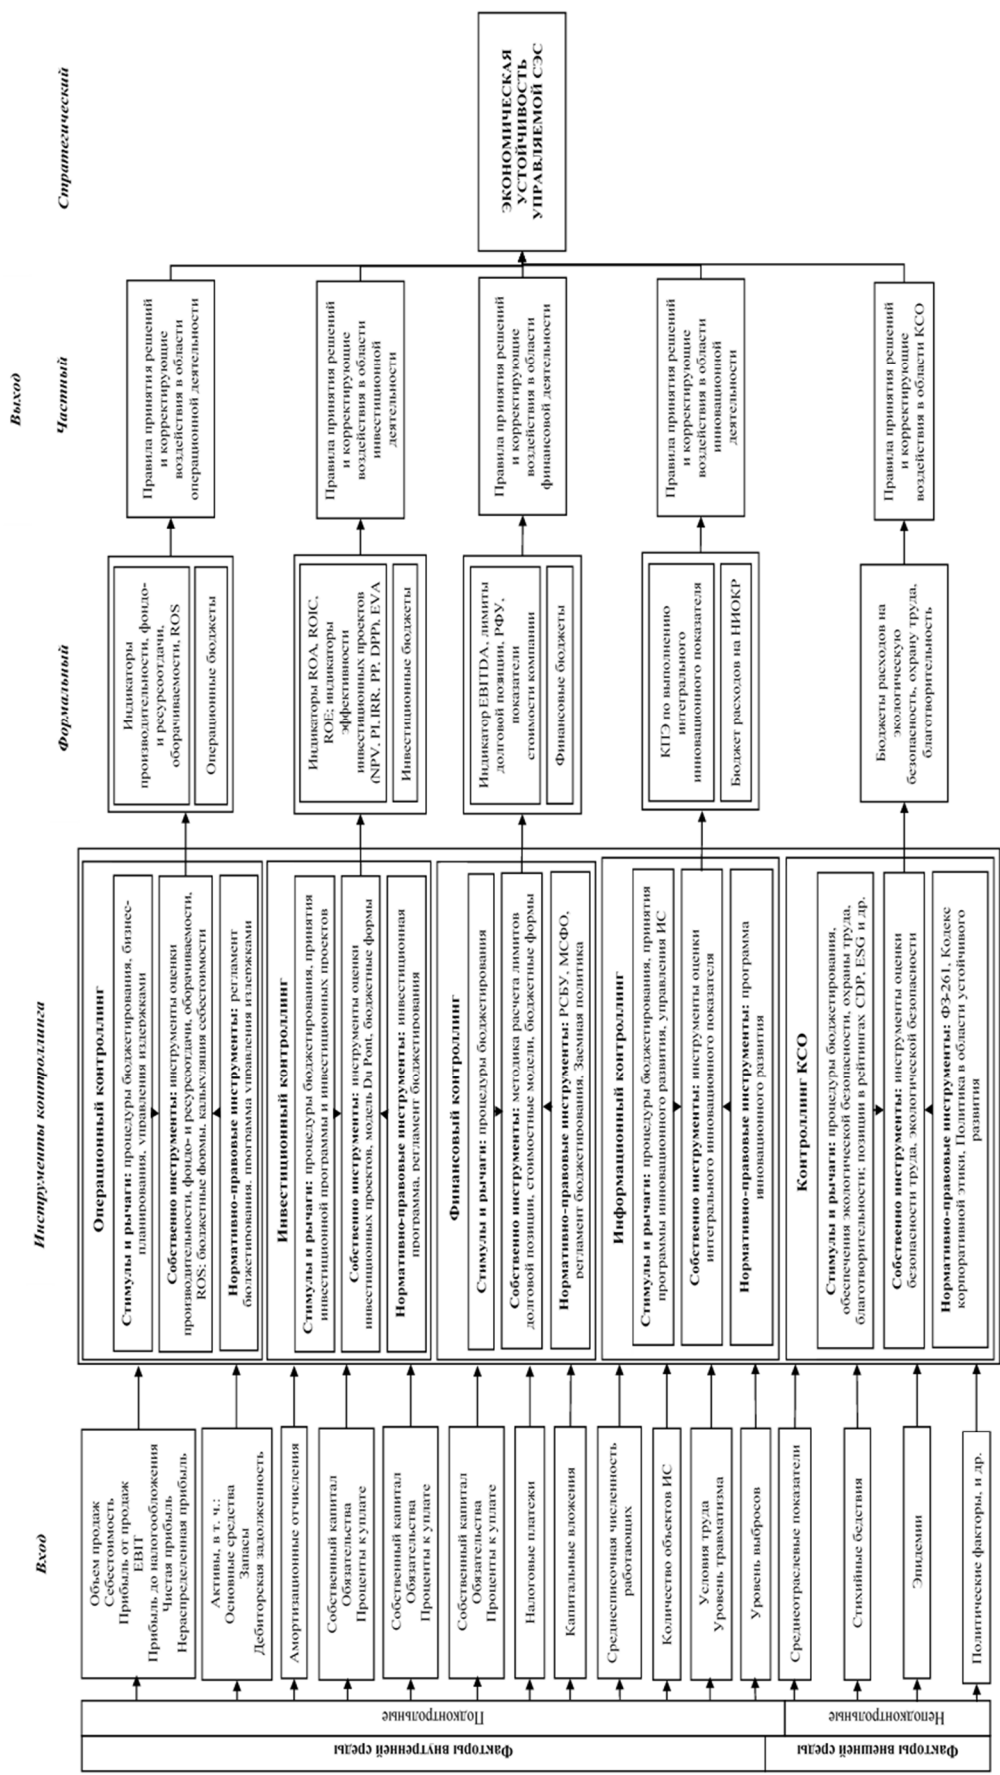 Вход
Инструменты контроллинга
Выход
Формальный
Частный
Стратегический
Факторы внутренней среды
Факторы внешней среды
Подконтрольные
Неподконтрольные
Объем продаж
Себестоимость
Прибыль от продаж
EBIT
Прибыль до налогообложения
Чистая прибыль
Нераспределенная прибыль
Активы, в т. ч.:
Основные средства
Запасы
Дебиторская задолженность
Амортизационные отчисления
Собственный капитал
Обязательства
Проценты к уплате
Собственный капитал
Обязательства
Проценты к уплате
Собственный капитал
Обязательства
Проценты к уплате
Налоговые платежи
Капитальные вложения
Среднесписочная численность
работающих
Количество объектов ИС
Условия труда
Уровень травматизма
Уровень выбросов
Среднеотраслевые показатели
Стихийные бедствия
Эпидемии
Политические факторы, и др.
Операционный контроллинг
Стимулы и рычаги: процедуры бюджетирования, бизнес-
планирования, управления издержками
Собственно инструменты: инструменты оценки
производительности, фондо- и ресурсоотдачи, оборачиваемости,
ROS; бюджетные формы, калькуляция себестоимости
Нормативно-правовые инструменты: регламент
бюджетирования, программа управления издержками
Инвестиционный контроллинг
Стимулы и рычаги: процедуры бюджетирования, принятия
инвестиционной программы и инвестиционных проектов
Собственно инструменты: инструменты оценки
инвестиционных проектов, модель Du Pont, бюджетные формы
Нормативно-правовые инструменты: инвестиционная
программа, регламент бюджетирования
Финансовый контроллинг
Стимулы и рычаги: процедуры бюджетирования
Собственно инструменты: методика расчета лимитов
долговой позиции, стоимостные модели, бюджетные формы
Нормативно-правовые инструменты: РСБУ, МСФО,
регламент бюджетирования, Заемная политика
Информационный контроллинг
Стимулы и рычаги: процедуры бюджетирования, принятия
программы инновационного развития, управления ИС
Собственно инструменты: инструменты оценки
интегрального инновационного показателя
Нормативно-правовые инструменты: программа
инновационного развития
Контроллинг КСО
Стимулы и рычаги: процедуры бюджетирования,
обеспечения экологической безопасности, охраны труда,
благотворительности; позиции в рейтингах CDP, ESG и др.
Собственно инструменты: инструменты оценки
безопасности труда, экологической безопасности
Нормативно-правовые инструменты: ФЗ-261, Кодекс
корпоративной этики, Политика в области устойчивого
развития
Индикаторы
производительности, фондо-
и ресурсоотдачи,
оборачиваемости, ROS
Операционные бюджеты
Индикаторы ROA, ROIC,
ROE; индикаторы
эффективности
инвестиционных проектов
(NPV, PI, IRR, PP, DPP), EVA
Инвестиционные бюджеты
Индикатор EBITDA, лимиты
долговой позиции, РФУ,
показатели
стоимости компании
Финансовые бюджеты
КПЭ по выполнению
интегрального
инновационного показателя
Бюджет расходов на НИОКР
Бюджеты расходов на
экологическую
безопасность, охрану труда,
благотворительность
Правила принятия решений
и корректирующие
воздействия в области
операционной деятельности
Правила принятия решений
и корректирующие
воздействия в области
инвестиционной
деятельности
Правила принятия решений
и корректирующие
воздействия в области
финансовой деятельности
Правила принятия решений
и корректирующие
воздействия в области
инновационной
деятельности
Правила принятия решений
и корректирующие
воздействия в области КСО
ЭКОНОМИЧЕСКАЯ
УСТОЙЧИВОСТЬ
УПРАВЛЯЕМОЙ СЭС